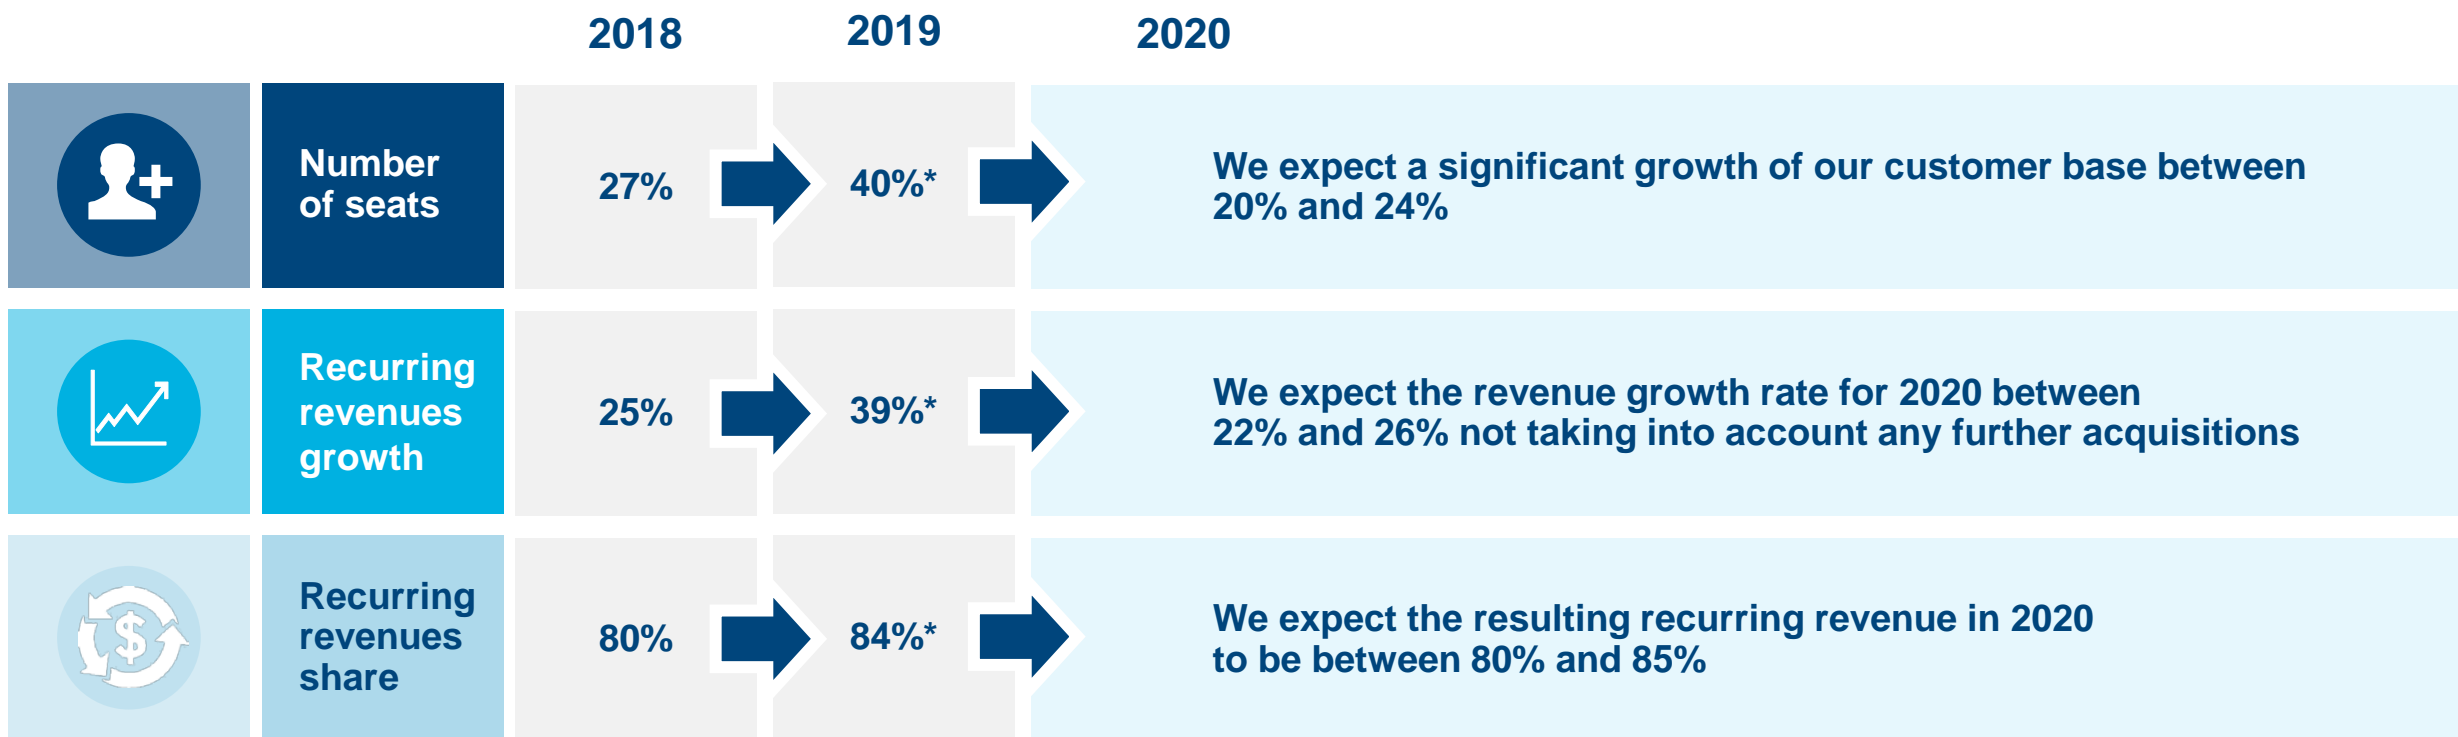 2018
2019
2020
Number
of seats
27%
40%*
We expect a significant growth of our customer base between
20% and 24%
Recurring
revenues
growth
25%
39%*
We expect the revenue growth rate for 2020 between
22% and 26% not taking into account any further acquisitions
$
Recurring
revenues
share
80%
84%*
We expect the resulting recurring revenue in 2020
to be between 80% and 85%